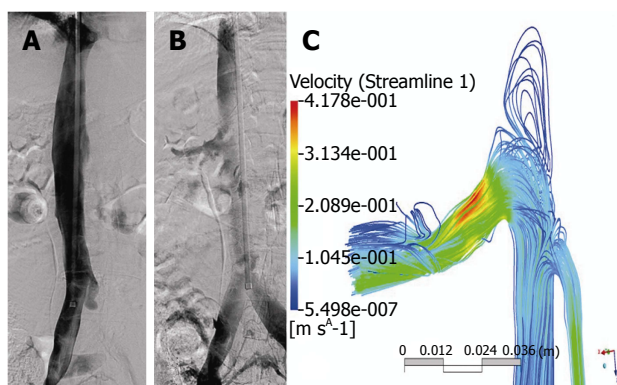 A
B
C
Velocity (Streamline 1)
-4.178e-001
-3.134e-001
-2.089e-001
-1.045e-001
-5.498e-007
[m s^A-1]
0 0.012 0.024 0.036 (m)